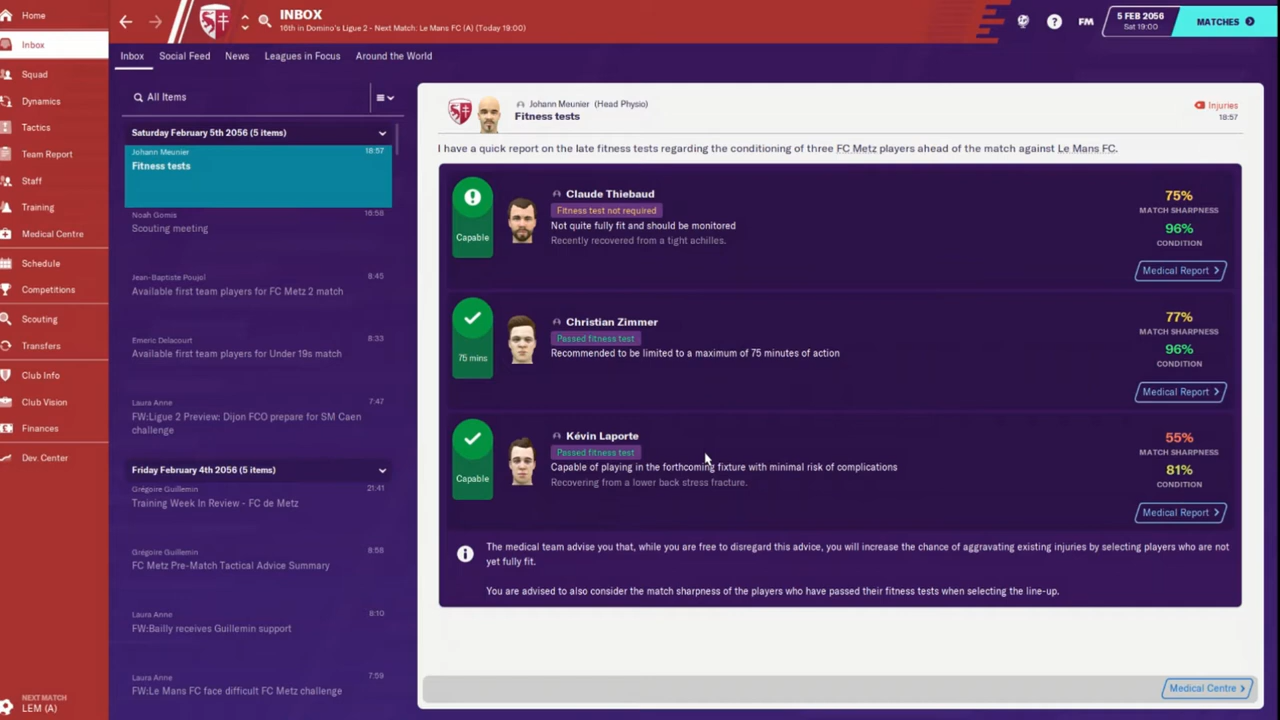 Home
Inbox
Squad
Dynamics
Tactics
Team Report
Staff
Training
Medical Centre
Schedule
Competitions
Scouting
Transfers
Club Info
Club Vision
Finances
Dev. Center
NEXT MATCH
LEM (A)
INBOX
16th in Domino's Ligue 2 - Next Match: Le Mans FC (A) (Today 19:00)
?
FM
5 FEB 2056
Sat 19:00
MATCHES
Inbox
Social Feed
News
Leagues in Focus
Around the World
All Items
Saturday February 5th 2056 (5 items)
Johann Meunier 18:57
Fitness tests
Noah Gomis 16:58
Scouting meeting
Jean-Baptiste Poujol 8:45
Available first team players for FC Metz 2 match
Emeric Delacourt 8:33
Available first team players for Under 19s match
Laura Anne 7:47
FW:Ligue 2 Preview: Dijon FCO prepare for SM Caen
challenge
Friday February 4th 2056 (5 items)
Grégoire Guillemin 21:41
Training Week In Review - FC de Metz
Grégoire Guillemin 8:58
FC Metz Pre-Match Tactical Advice Summary
Laura Anne 8:10
FW:Bailly receives Guillemin support
Laura Anne 7:59
FW:Le Mans FC face difficult FC Metz challenge
Johann Meunier (Head Physio)
Fitness tests
Injuries
18:57
I have a quick report on the late fitness tests regarding the conditioning of three FC Metz players ahead of the match against Le Mans FC.
Capable
Claude Thiebaud
Fitness test not required
Not quite fully fit and should be monitored
Recently recovered from a tight achilles.
75%
MATCH SHARPNESS
96%
CONDITION
Medical Report
75 mins
Christian Zimmer
Passed fitness test
Recommended to be limited to a maximum of 75 minutes of action
77%
MATCH SHARPNESS
96%
CONDITION
Medical Report
Capable
Kévin Laporte
Passed fitness test
Capable of playing in the forthcoming fixture with minimal risk of complications
Recovering from a lower back stress fracture.
55%
MATCH SHARPNESS
81%
CONDITION
Medical Report
The medical team advise you that, while you are free to disregard this advice, you will increase the chance of aggravating existing injuries by selecting players who are not
yet fully fit.
You are advised to also consider the match sharpness of the players who have passed their fitness tests when selecting the line-up.
Medical Centre